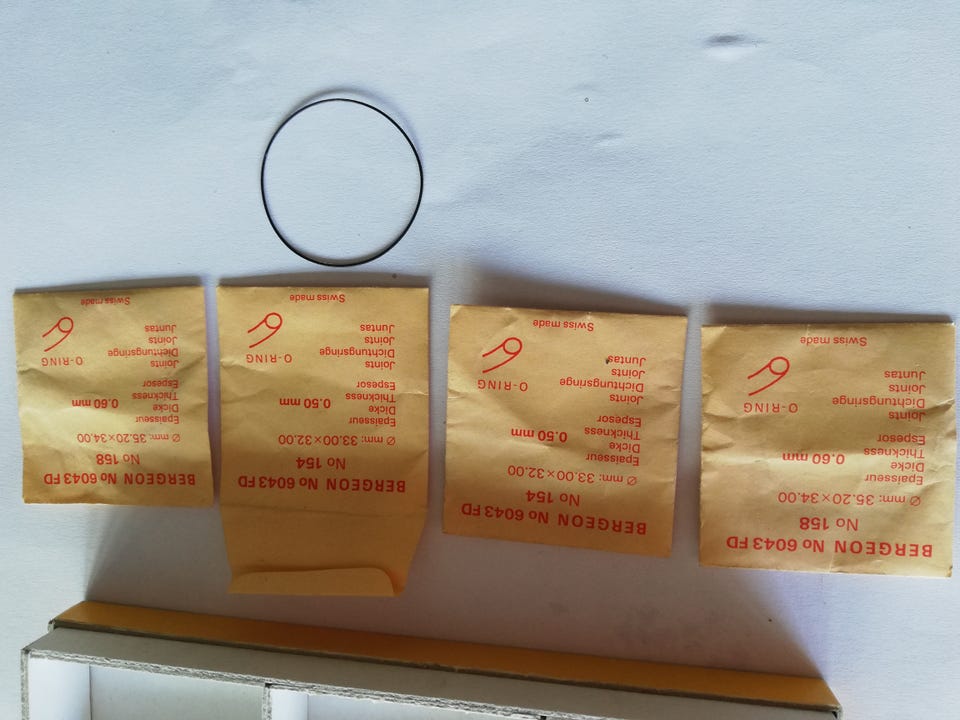 BERGEON No 6043 FD
No 158
Ø mm: 35.20×34.00
Epaisseur
Dicke
Thickness 0.60 mm
Espesor
Joints
Dichtungsringe
Joints
Juntas
O-RING
Swiss made
BERGEON No 6043 FD
No 154
Ø mm: 33.00×32.00
Epaisseur
Dicke
Thickness 0.50 mm
Espesor
Joints
Dichtungsringe
Joints
Juntas
O-RING
Swiss made
BERGEON No 6043 FD
No 154
Ø mm: 33.00×32.00
Epaisseur
Dicke
Thickness 0.50 mm
Espesor
Joints
Dichtungsringe
Joints
Juntas
O-RING
Swiss made
BERGEON No 6043 FD
No 158
Ø mm: 35.20×34.00
Epaisseur
Dicke
Thickness 0.60 mm
Espesor
Joints
Dichtungsringe
Joints
Juntas
O-RING
Swiss made